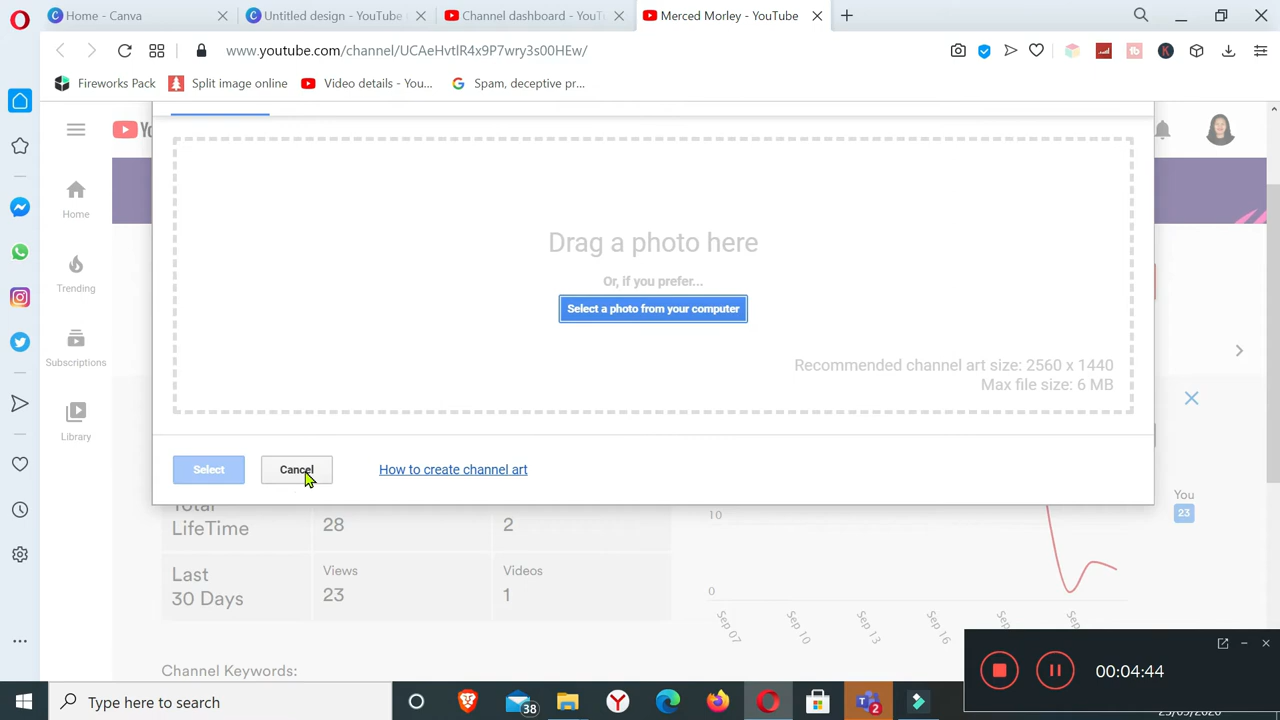 Home - Canva
Untitled design - YouTube
Channel dashboard - YouT
Merced Morley - YouTube
www.youtube.com/channel/UCAeHvtlR4x9P7wry3s00HEw/
Fireworks Pack
Split image online
Video details - You...
Spam, deceptive pr...
Home
Trending
Subscriptions
Library
Drag a photo here
Or, if you prefer...
Select a photo from your computer
Recommended channel art size: 2560 x 1440
Max file size: 6 MB
Select
Cancel
How to create channel art
Total
LifeTime
28
2
Last
30 Days
Views
23
Videos
1
10
0
Sep 07
Sep 10
Sep 13
Sep 16
You
23
Channel Keywords:
00:04:44
Type here to search
38
2